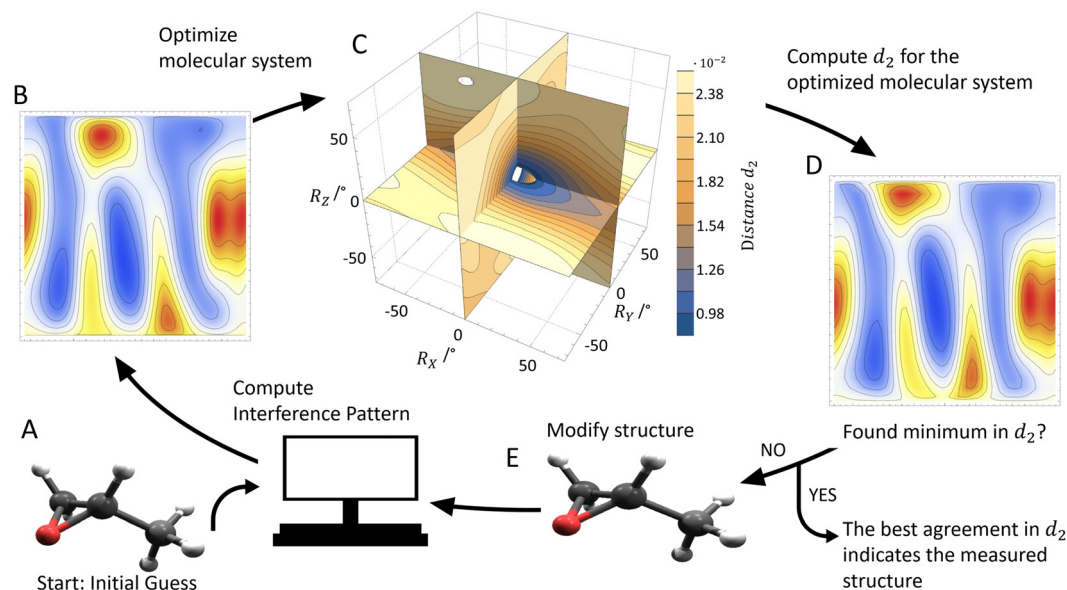 Optimize
molecular system
B
C
· 10⁻²
2.38
2.10
1.82
1.54
1.26
0.98
Distance d₂
50
0
-50
R_Z /°
-50
0
50
R_X /°
50
0
-50
R_Y /°
Compute d₂ for the
optimized molecular system
D
Compute
Interference Pattern
A
Start: Initial Guess
Modify structure
E
Found minimum in d₂?
NO
YES
The best agreement in d₂
indicates the measured
structure